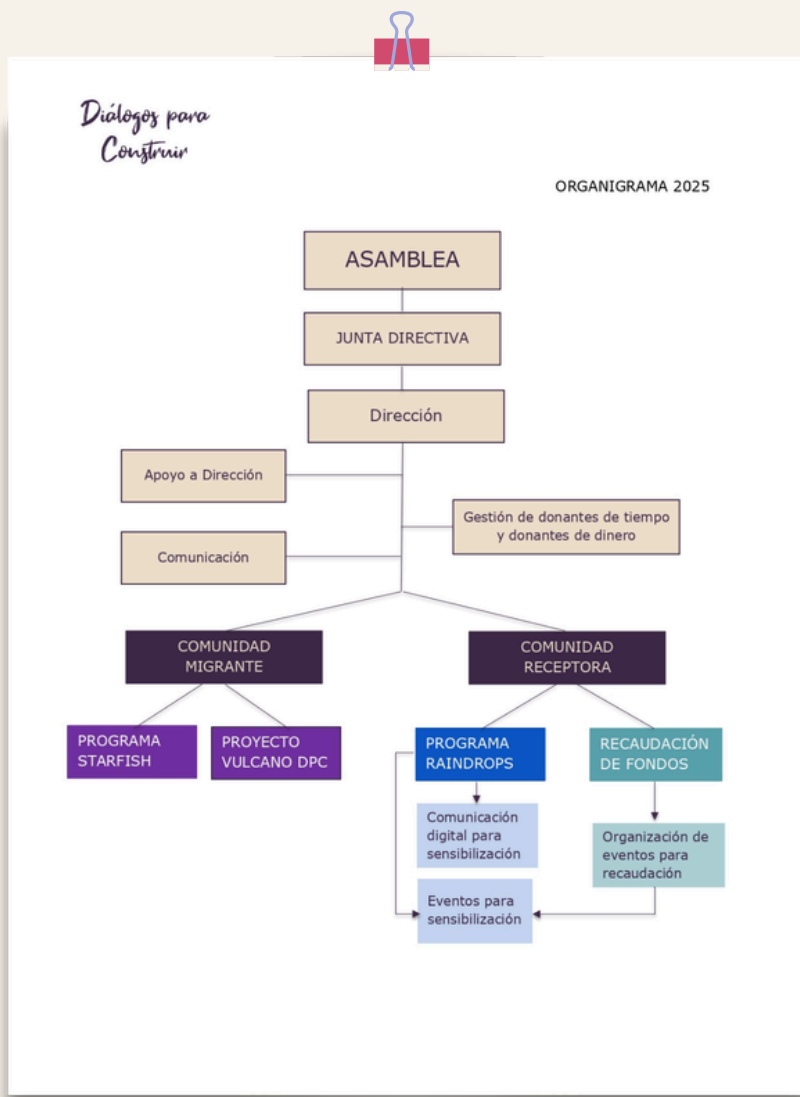 Diálogos para
Construir
ORGANIGRAMA 2025
ASAMBLEA
JUNTA DIRECTIVA
Dirección
Apoyo a Dirección
Gestión de donantes de tiempo
y donantes de dinero
Comunicación
COMUNIDAD
MIGRANTE
COMUNIDAD
RECEPTORA
PROGRAMA
STARFISH
PROYECTO
VULCANO DPC
PROGRAMA
RAINDROPS
RECAUDACIÓN
DE FONDOS
Comunicación
digital para
sensibilización
Organización de
eventos para
recaudación
Eventos para
sensibilización